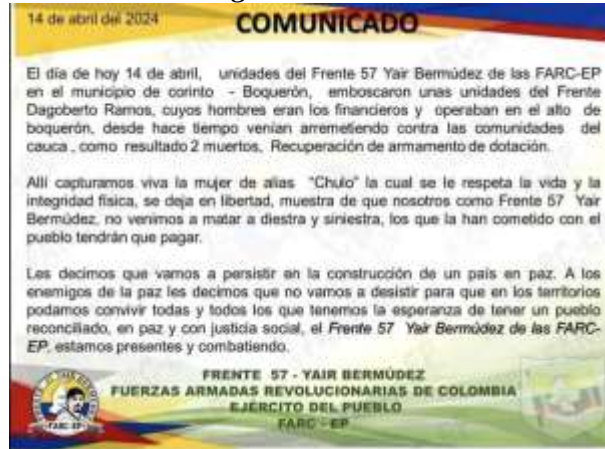 14 de abril del 2024
COMUNICADO
El día de hoy 14 de abril, unidades del Frente 57 Yair Bermúdez de las FARC-EP
en el municipio de corinto - Boquerón, emboscaron unas unidades del Frente
Dagoberto Ramos, cuyos hombres eran los financieros y operaban en el alto de
boquerón, desde hace tiempo venían arremetiendo contra las comunidades del
cauca , como resultado 2 muertos, Recuperación de armamento de dotación.
Allí capturamos viva la mujer de alias "Chulo" la cual se le respeta la vida y la
integridad física, se deja en libertad, muestra de que nosotros como Frente 57 Yair
Bermúdez, no venimos a matar a diestra y siniestra, los que la han cometido con el
pueblo tendrán que pagar.
Les decimos que vamos a persistir en la construcción de un país en paz. A los
enemigos de la paz les decimos que no vamos a desistir para que en los territorios
podamos convivir todas y todos los que tenemos la esperanza de tener un pueblo
reconciliado, en paz y con justicia social, el Frente 57 Yair Bermúdez de las FARC-
EP, estamos presentes y combatiendo.
FRENTE 57 - YAIR BERMÚDEZ
FUERZAS ARMADAS REVOLUCIONARIAS DE COLOMBIA
EJÉRCITO DEL PUEBLO
FARC - EP
FARC-EP